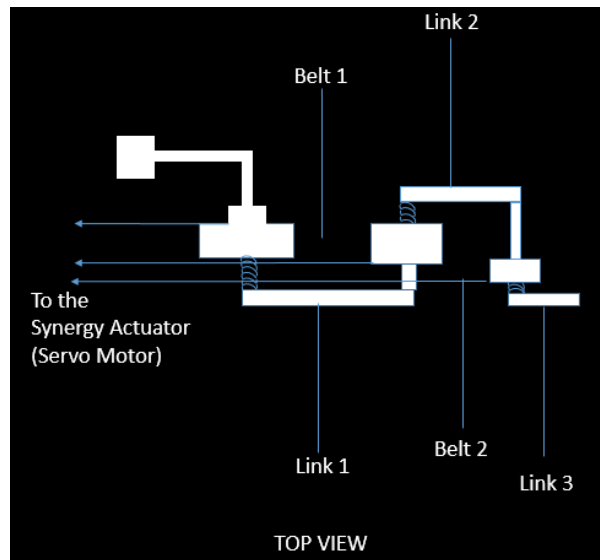 Link 2
Belt 1
To the
Synergy Actuator
(Servo Motor)
Belt 2
Link 1
Link 3
TOP VIEW